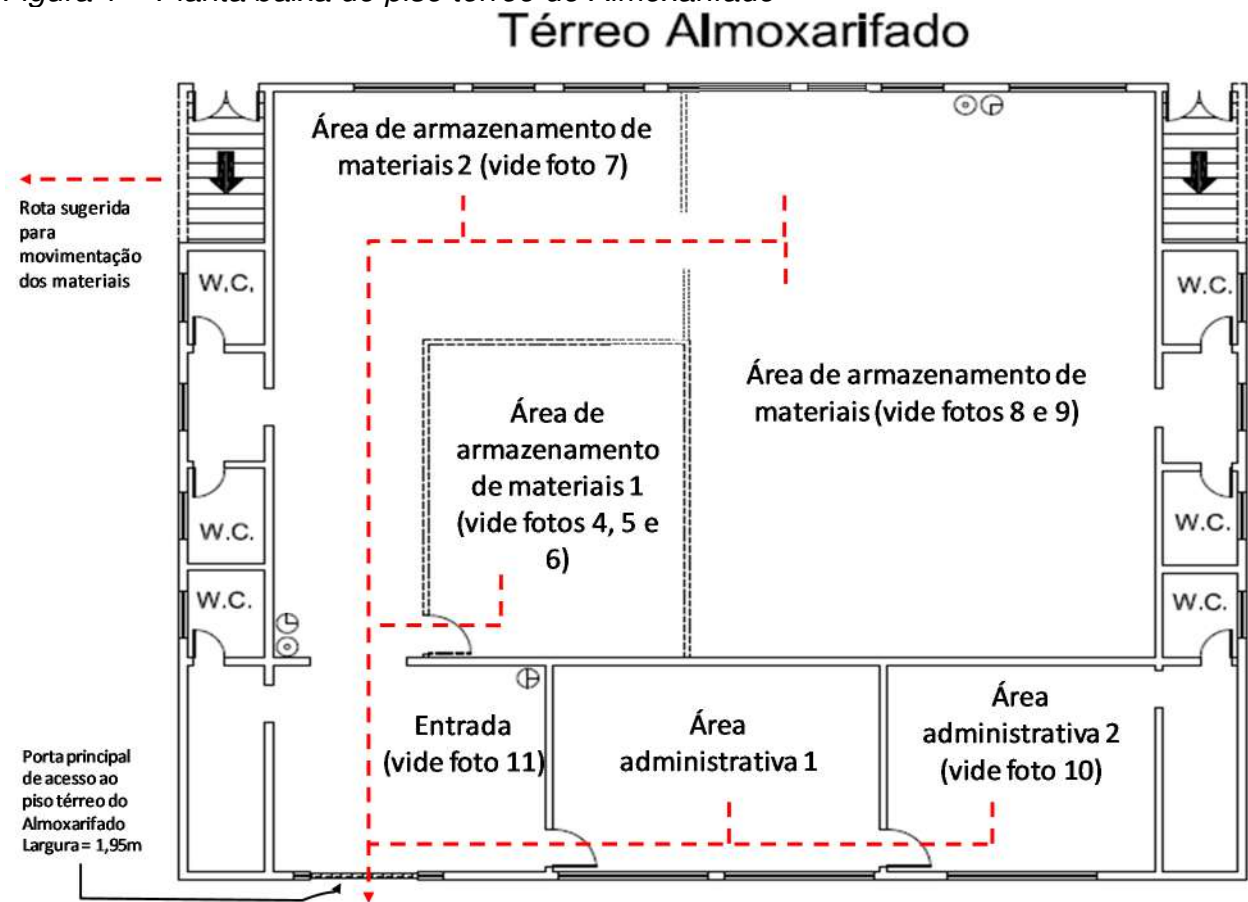 Térreo Almoxarifado
Área de armazenamento de
materiais 2 (vide foto 7)
Rota sugerida
para
movimentação
dos materiais
W.C,
W.C.
W.C.
Área de armazenamento de
materiais (vide fotos 8 e 9)
Área de
armazenamento
de materiais 1
(vide fotos 4, 5 e
6)
W.C.
W.C.
W.C.
Entrada
(vide foto 11)
Área
administrativa 1
Área
administrativa 2
(vide foto 10)
Porta principal
de acesso ao
piso térreo do
Almoxarifado
Largura = 1,95m